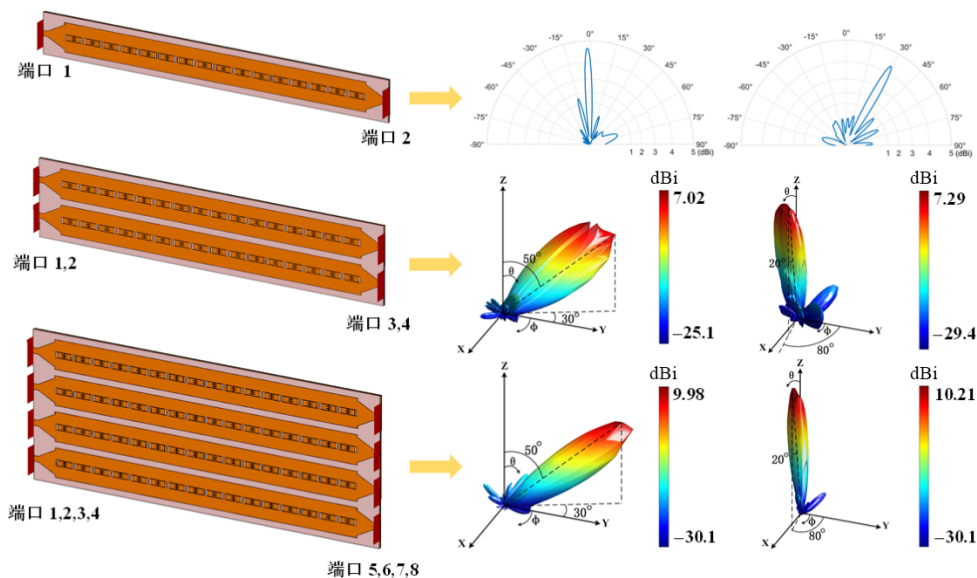 端口 1
端口 2
0°
-15° 15°
-30° 30°
-45° 45°
-60° 60°
-75° 75°
-90° 90°
1 2 3 4 5 (dBi)
0°
-15° 15°
-30° 30°
-45° 45°
-60° 60°
-75° 75°
-90° 90°
1 2 3 4 5 (dBi)
端口 1,2
端口 3,4
Z
θ
50°
ϕ
30°
X
Y
dBi
7.02
−25.1
Z
θ
20°
ϕ
80°
X
Y
dBi
7.29
−29.4
端口 1,2,3,4
端口 5,6,7,8
Z
50°
θ
ϕ
30°
X
Y
dBi
9.98
−30.1
Z
θ
20°
ϕ
80°
X
Y
dBi
10.21
−30.1